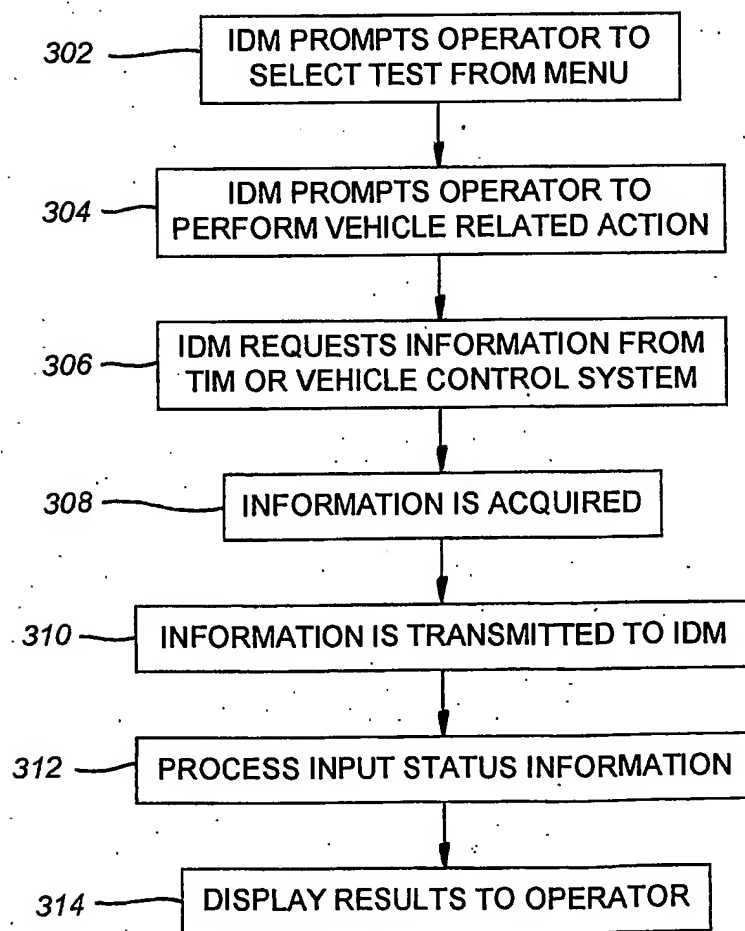 302
IDM PROMPTS OPERATOR TO
SELECT TEST FROM MENU
304
IDM PROMPTS OPERATOR TO
PERFORM VEHICLE RELATED ACTION
306
IDM REQUESTS INFORMATION FROM
TIM OR VEHICLE CONTROL SYSTEM
308
INFORMATION IS ACQUIRED
310
INFORMATION IS TRANSMITTED TO IDM
312
PROCESS INPUT STATUS INFORMATION
314
DISPLAY RESULTS TO OPERATOR